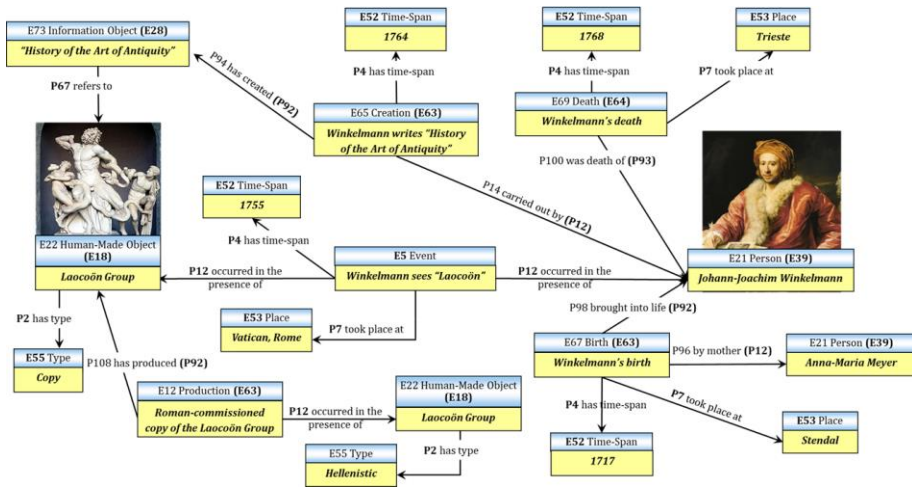 E73 Information Object (E28)
"History of the Art of Antiquity"
P67 refers to
E52 Time-Span
1764
P4 has time-span
E65 Creation (E63)
Winkelmann writes "History
of the Art of Antiquity"
P94 has created (P92)
E52 Time-Span
1768
P4 has time-span
E53 Place
Trieste
P7 took place at
E69 Death (E64)
Winkelmann's death
P100 was death of (P93)
P14 carried out by (P12)
E52 Time-Span
1755
P4 has time-span
E22 Human-Made Object
(E18)
Laocoön Group
P12 occurred in the
presence of
E5 Event
Winkelmann sees "Laocoön"
P12 occurred in the
presence of
E21 Person (E39)
Johann-Joachim Winkelmann
P2 has type
E55 Type
Copy
P108 has produced (P92)
E53 Place
Vatican, Rome
P7 took place at
P98 brought into life (P92)
E67 Birth (E63)
Winkelmann's birth
P96 by mother (P12)
E21 Person (E39)
Anna-Maria Meyer
E12 Production (E63)
Roman-commissioned
copy of the Laocoön Group
P12 occurred in the
presence of
E22 Human-Made Object
(E18)
Laocoön Group
P2 has type
E55 Type
Hellenistic
P4 has time-span
E52 Time-Span
1717
P7 took place at
E53 Place
Stendal